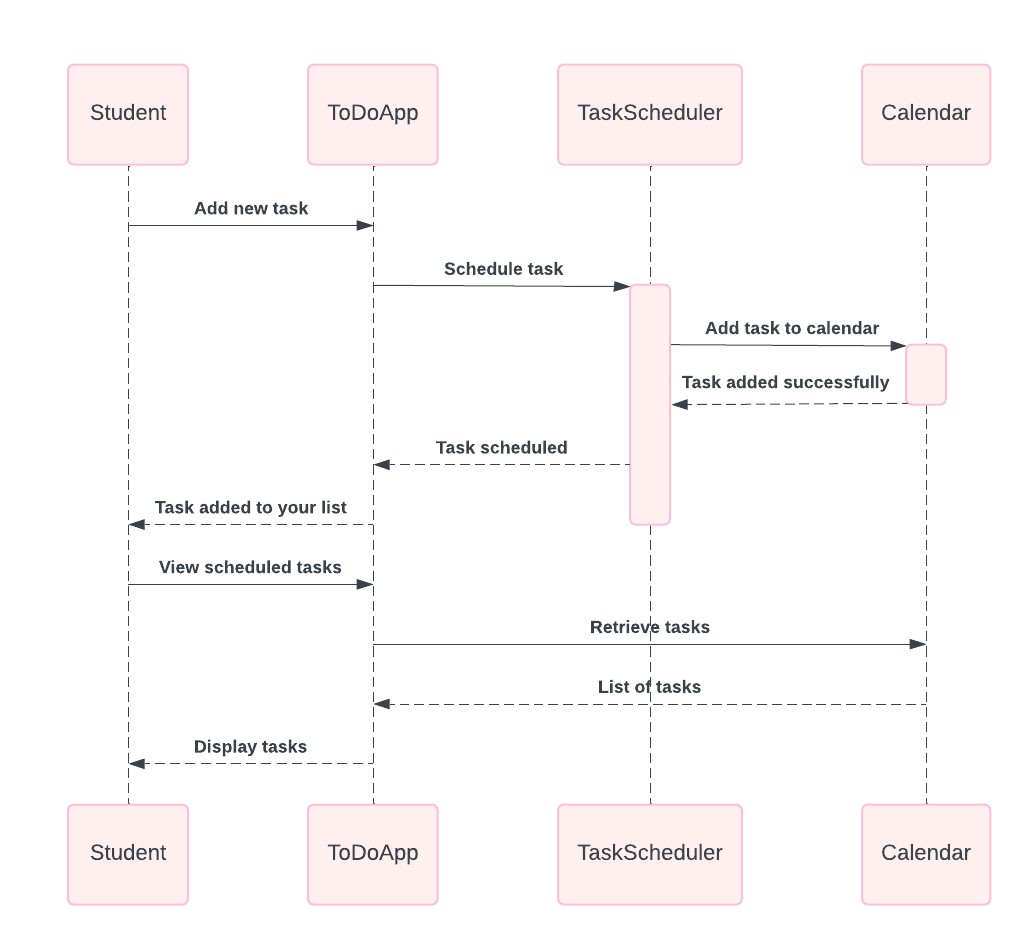 Student
ToDoApp
TaskScheduler
Calendar
Add new task
Schedule task
Add task to calendar
Task added successfully
Task scheduled
Task added to your list
View scheduled tasks
Retrieve tasks
List of tasks
Display tasks
Student
ToDoApp
TaskScheduler
Calendar